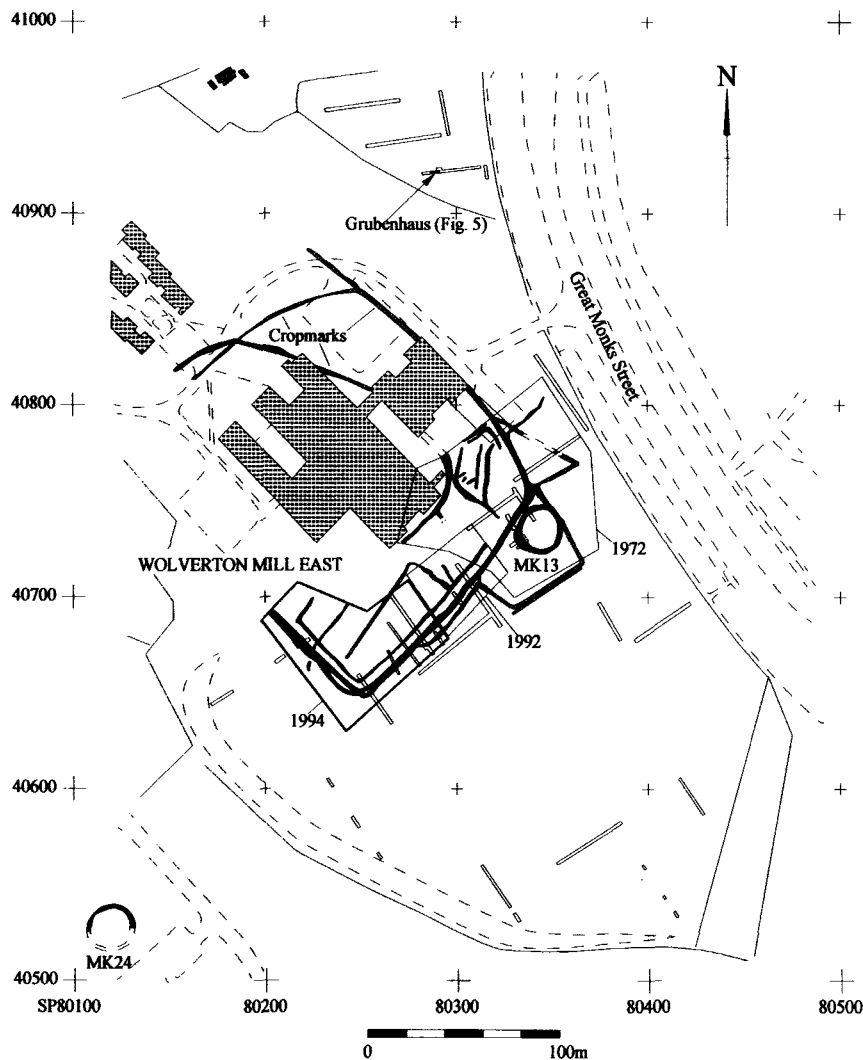 41000
N
40900
Grubenhaus (Fig. 5)
Great Monks Street
Cropmarks
40800
1972
WOLVERTON MILL EAST
MK13
40700
1992
1994
40600
MK24
40500
SP80100
80200
80300
80400
80500
0
100m